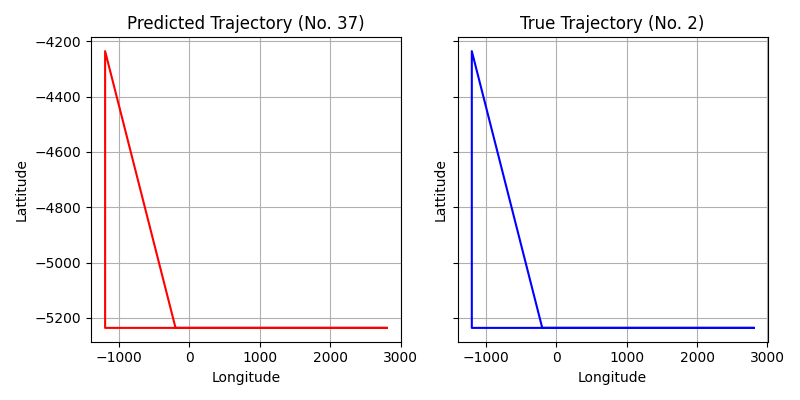 Predicted Trajectory (No. 37)
True Trajectory (No. 2)
−4200
−4400
−4600
−4800
−5000
−5200
Lattitude
Lattitude
−1000 0 1000 2000 3000
−1000 0 1000 2000 3000
Longitude
Longitude